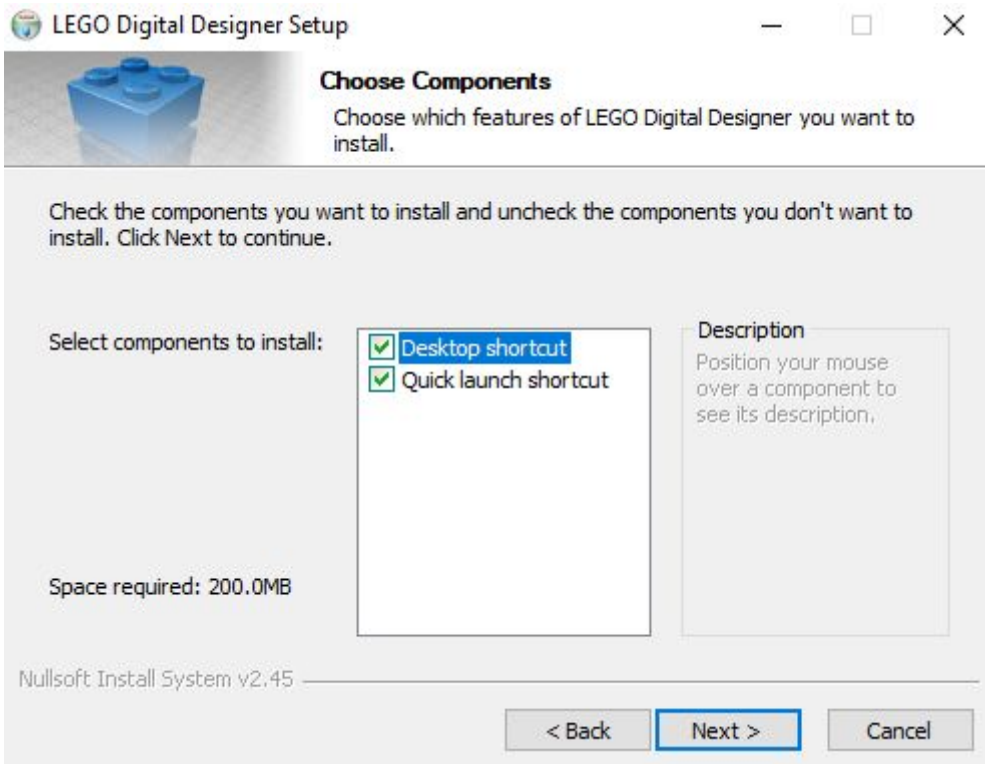 LEGO Digital Designer Setup
Choose Components
Choose which features of LEGO Digital Designer you want to
install.
Check the components you want to install and uncheck the components you don't want to
install. Click Next to continue.
Select components to install:
Desktop shortcut
Quick launch shortcut
Description
Position your mouse
over a component to
see its description.
Space required: 200.0MB
Nullsoft Install System v2.45
< Back
Next >
Cancel